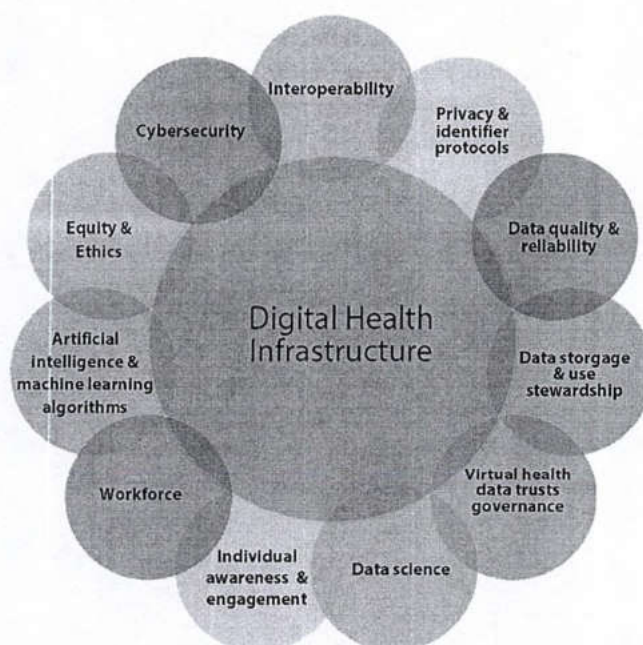 Interoperability
Privacy &
identifier
protocols
Data quality &
reliability
Data storgage
& use
stewardship
Virtual health
data trusts
governance
Data science
Individual
awareness &
engagement
Workforce
Artificial
intelligence &
machine learning
algorithms
Equity &
Ethics
Cybersecurity
Digital Health
Infrastructure